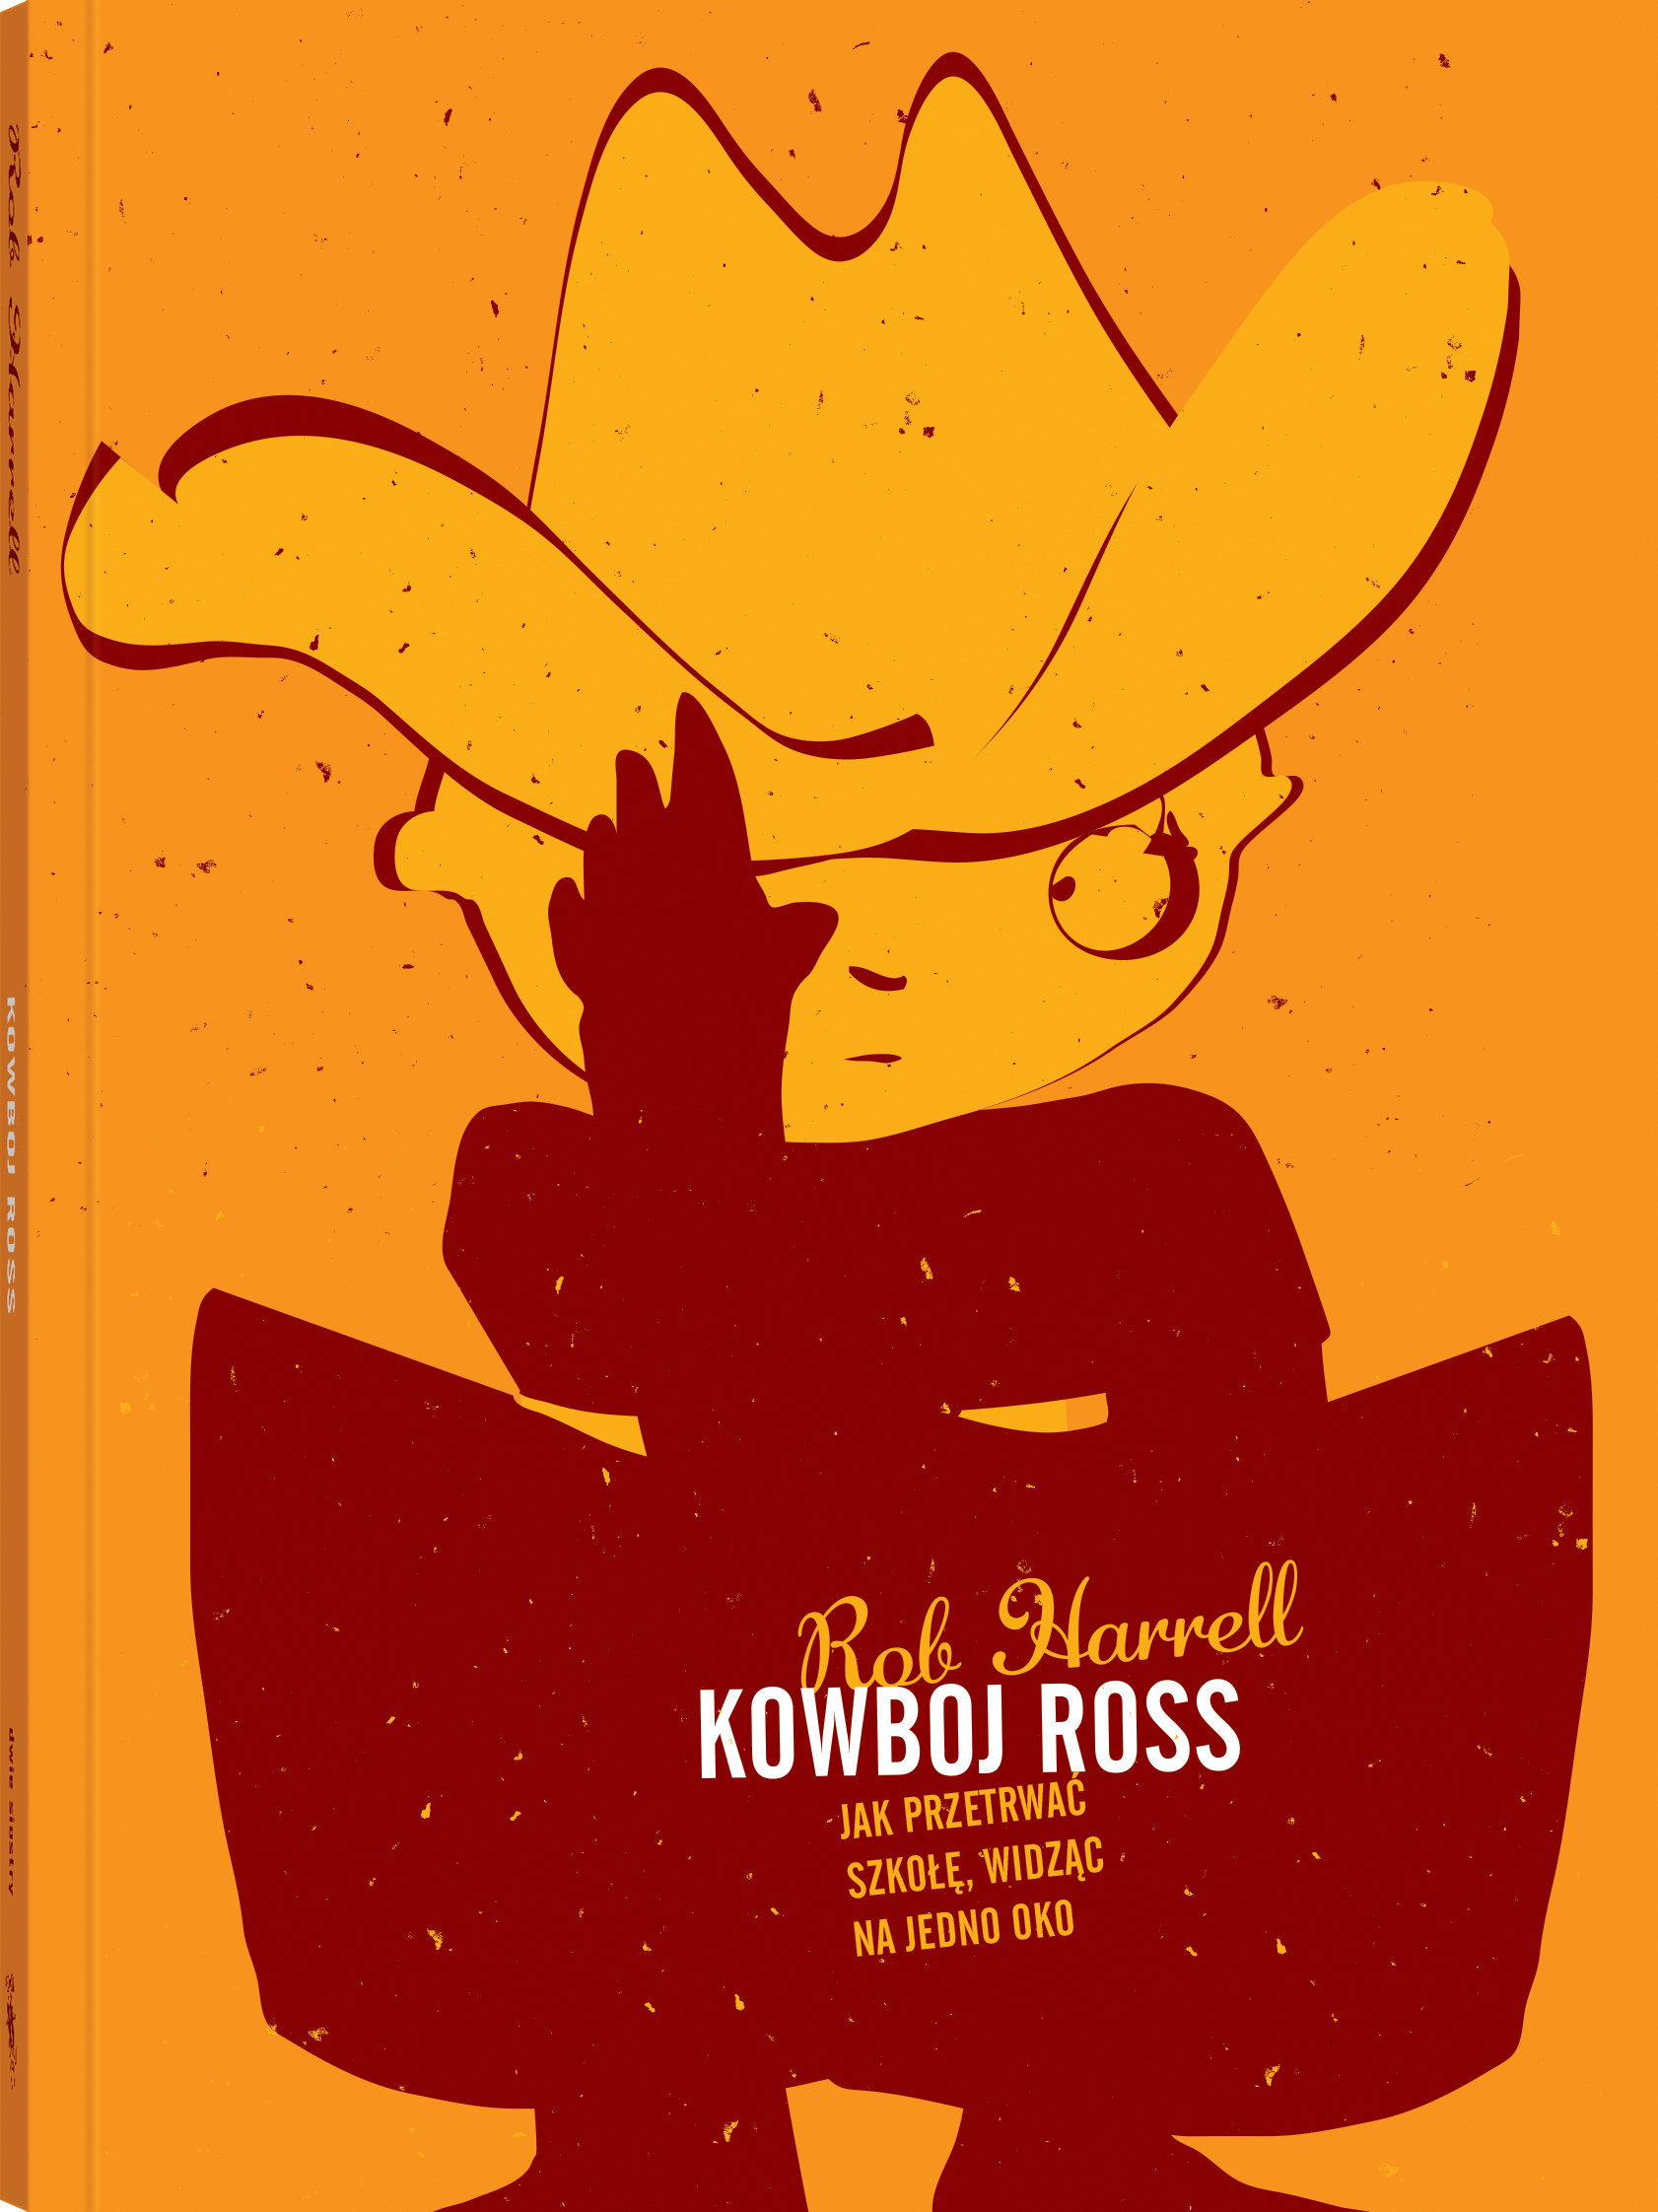 Rob Harrell
KOWBOJ ROSS
JAK PRZETRWAĆ
SZKOŁĘ, WIDZĄC
NA JEDNO OKO
Rob Harrell
KOWBOJ ROSS
dwie siostry